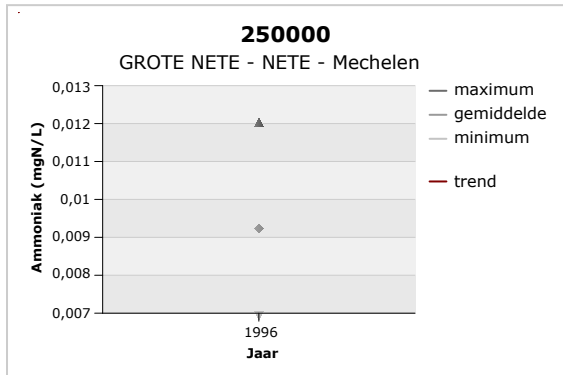 250000
GROTE NETE - NETE - Mechelen
0,013
0,012
0,011
0,01
0,009
0,008
0,007
Ammoniak (mgN/L)
1996
Jaar
maximum
gemiddelde
minimum
trend